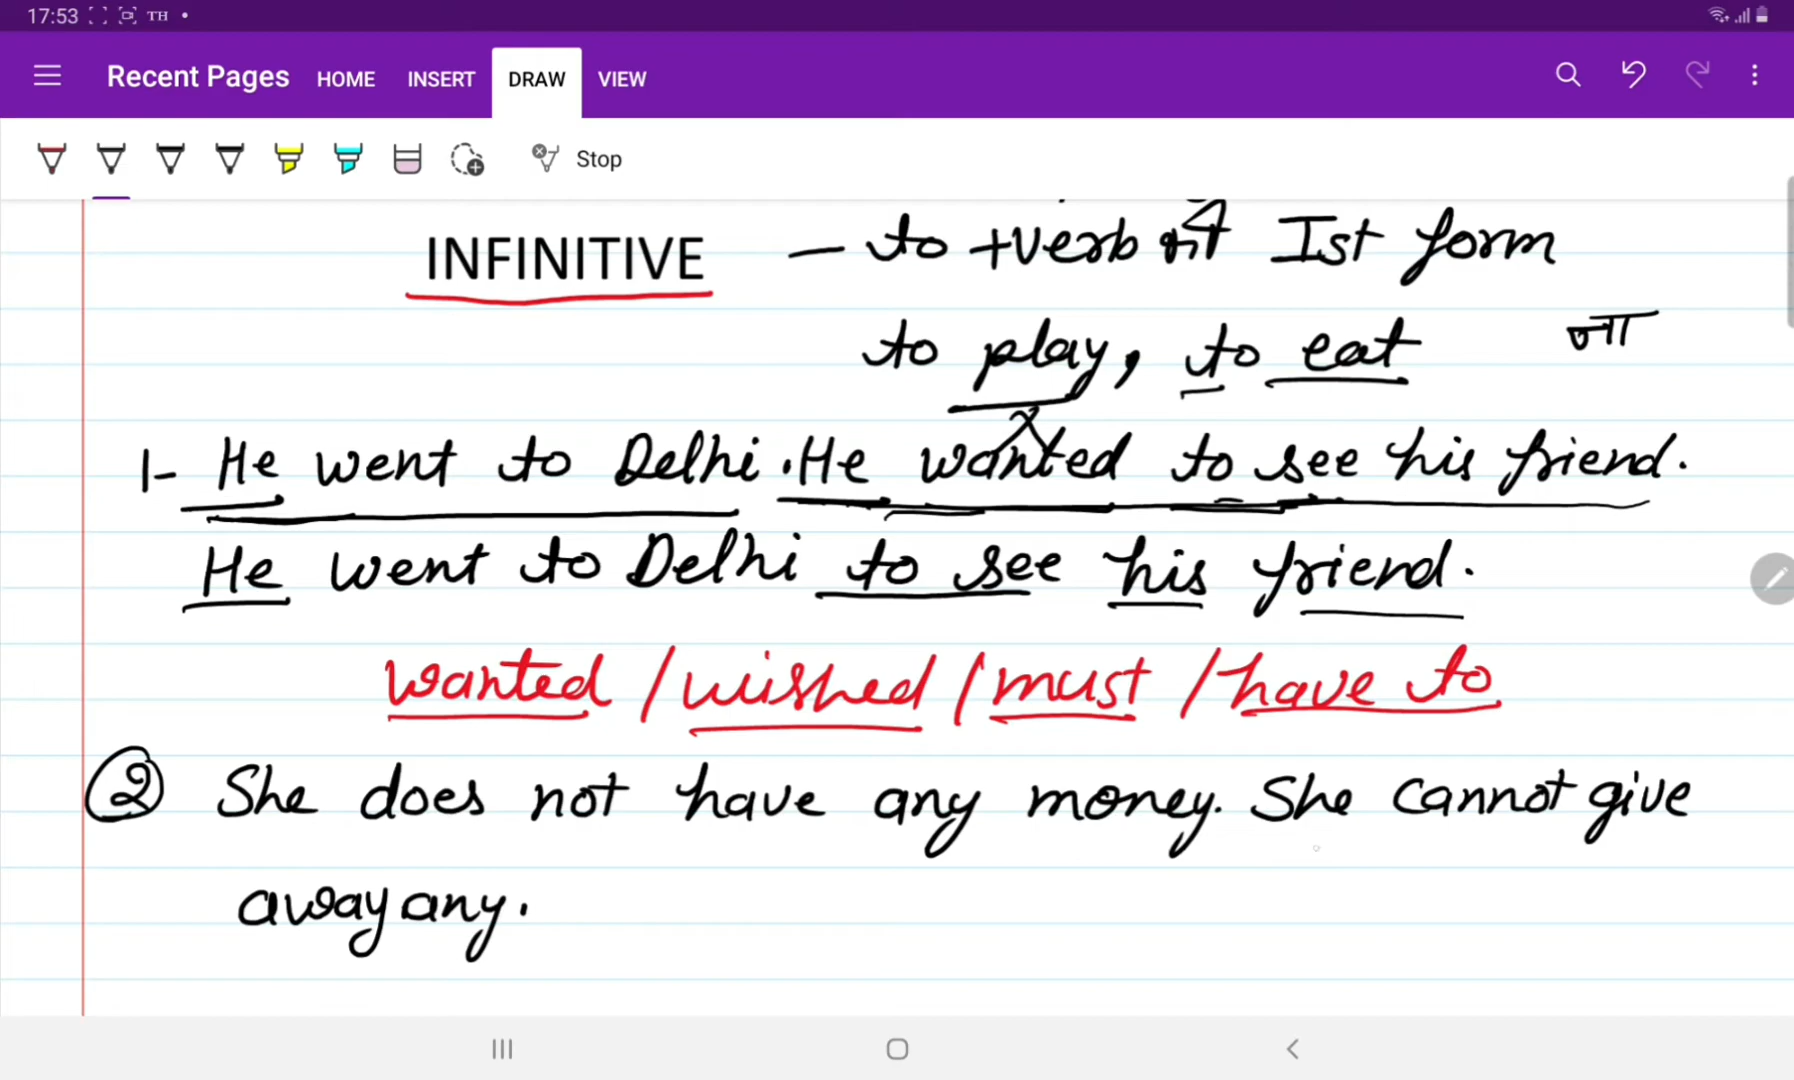 17:53 TH
Recent Pages HOME INSERT DRAW VIEW
Stop
INFINITIVE - to +verb की Ist form
to play, to eat ना
1- He went to Delhi. He wanted to see his friend.
He went to Delhi to see his friend.
wanted / wished / must / have to
② She does not have any money. She cannot give
away any.